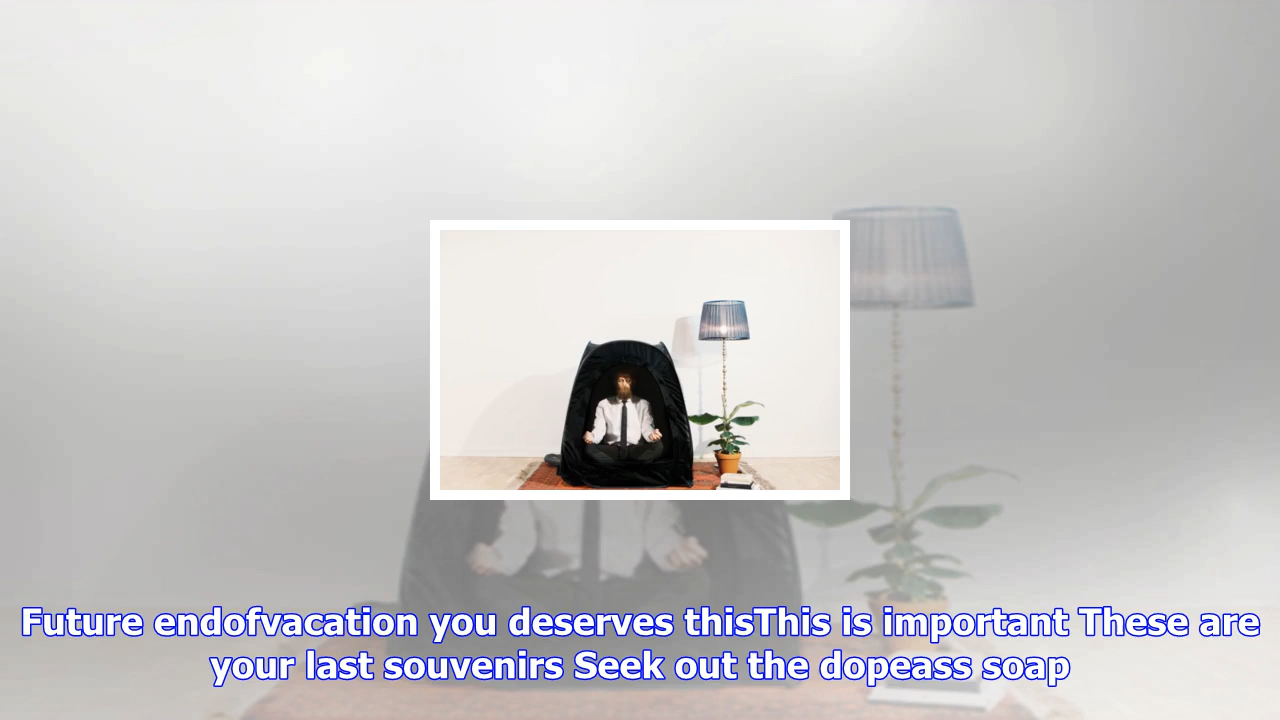 Future endofvacation you deserves thisThis is important These are
your last souvenirs Seek out the dopeass soap